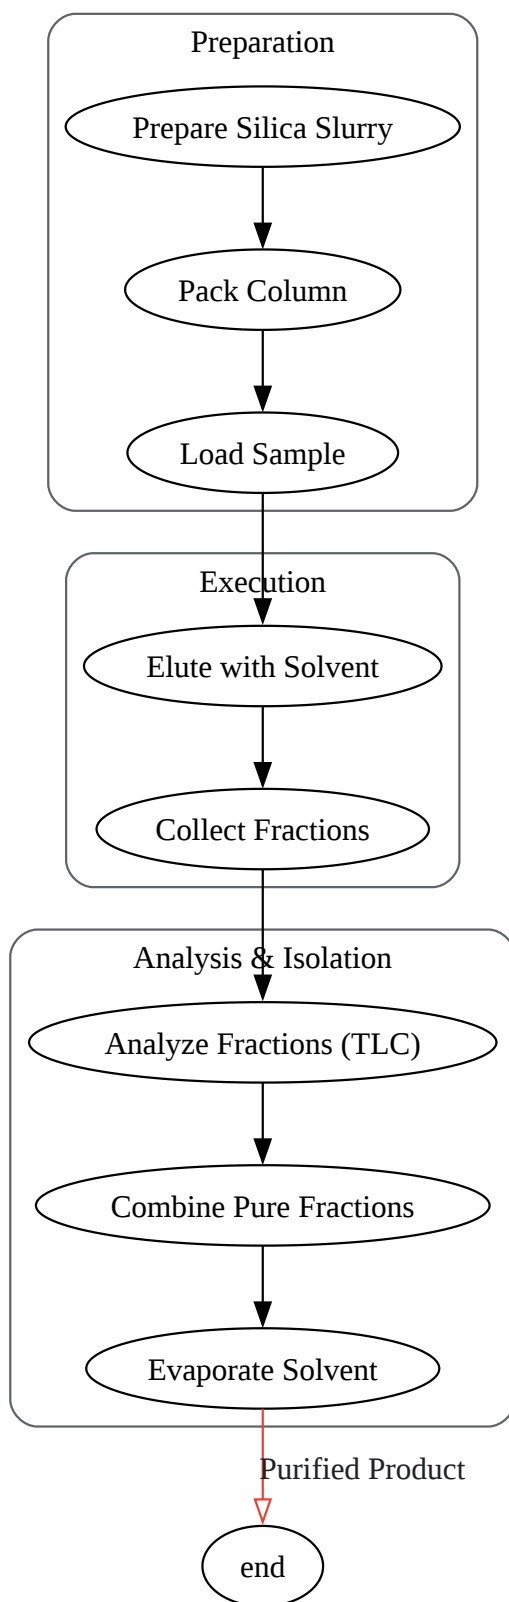 Preparation
Prepare Silica Slurry
Pack Column
Load Sample
Execution
Elute with Solvent
Collect Fractions
Analysis & Isolation
Analyze Fractions (TLC)
Combine Pure Fractions
Evaporate Solvent
Purified Product
end